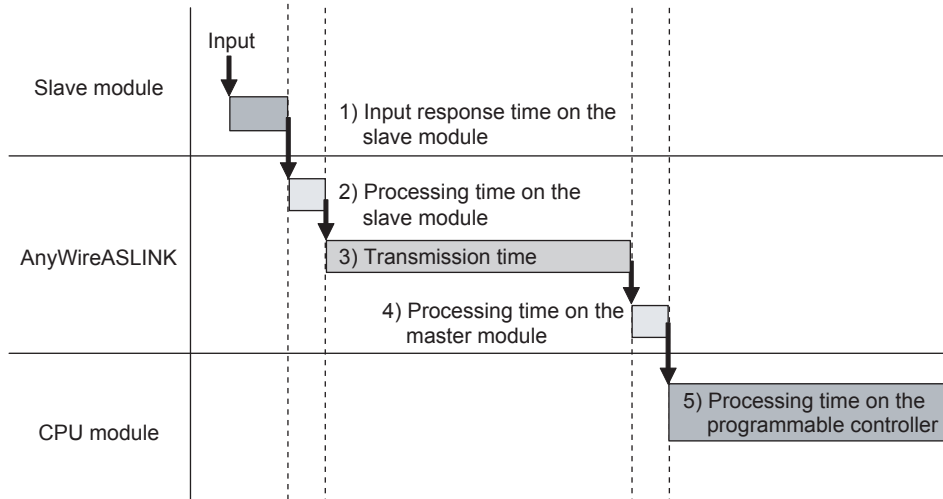 Input
Slave module
1) Input response time on the
slave module
2) Processing time on the
slave module
AnyWireASLINK
3) Transmission time
4) Processing time on the
master module
5) Processing time on the
programmable controller
CPU module